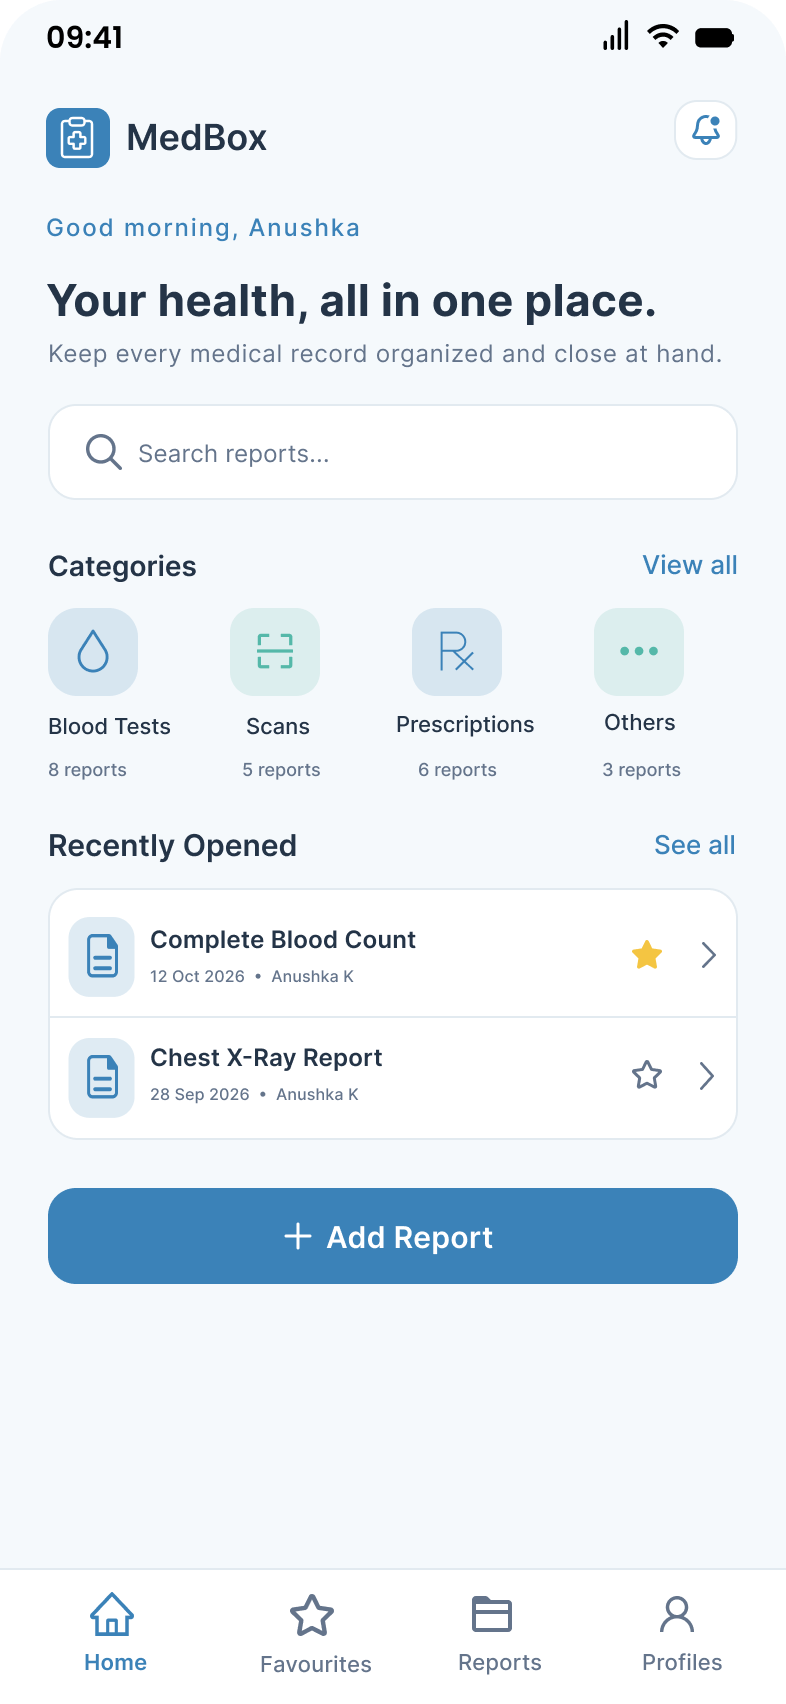 09:41
MedBox
Good morning, Anushka
Your health, all in one place.
Keep every medical record organized and close at hand.
Search reports...
Categories
View all
Blood Tests
Scans
Prescriptions
Others
8 reports
5 reports
6 reports
3 reports
Recently Opened
See all
Complete Blood Count
12 Oct 2026 • Anushka K
Chest X-Ray Report
28 Sep 2026 • Anushka K
+ Add Report
Home
Favourites
Reports
Profiles